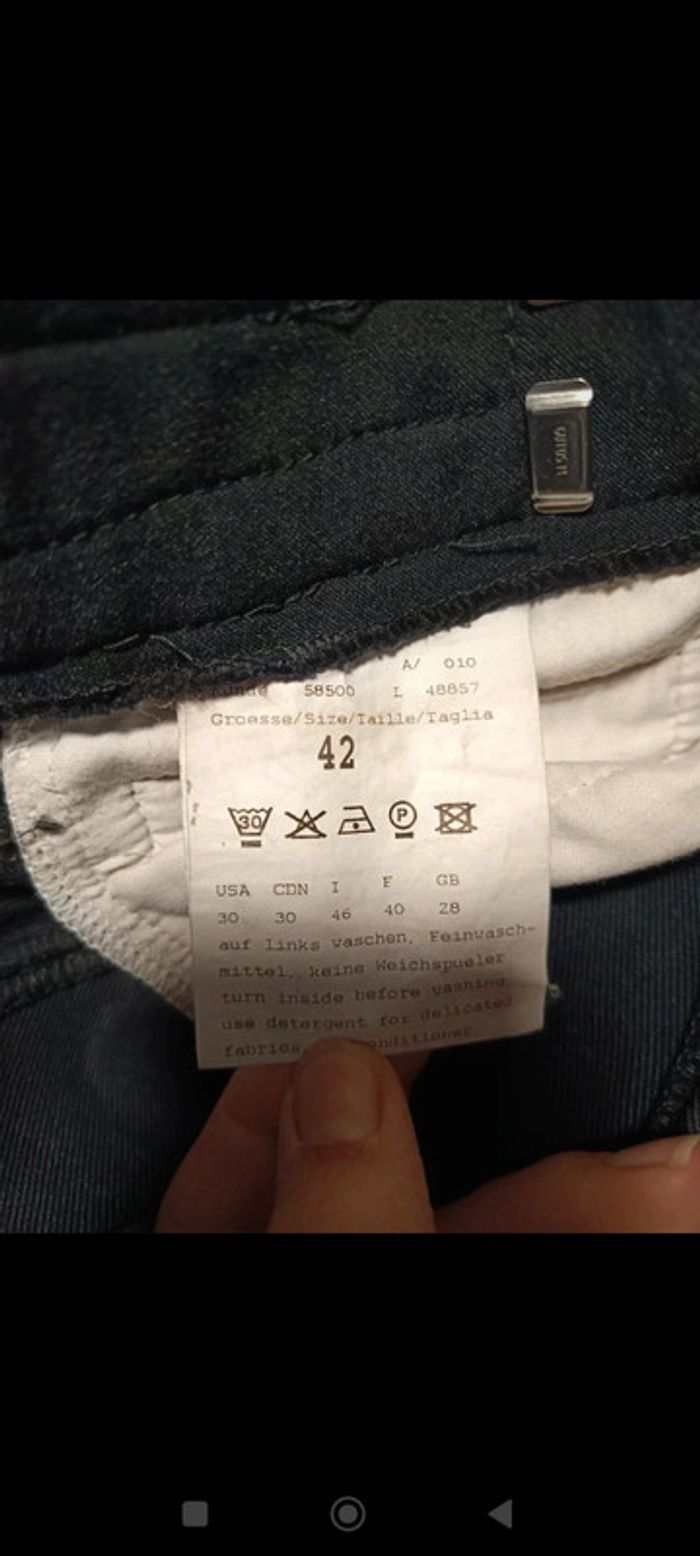 A/ 010
58500 L 48857
Groesse/Size/Taille/Taglia
42
30 P
USA CDN I F GB
30 30 46 40 28
auf links waschen, Feinwasch-
mittel, keine Weichspueler
turn inside before washing
use detergent for delicated
fabrics, conditioner.